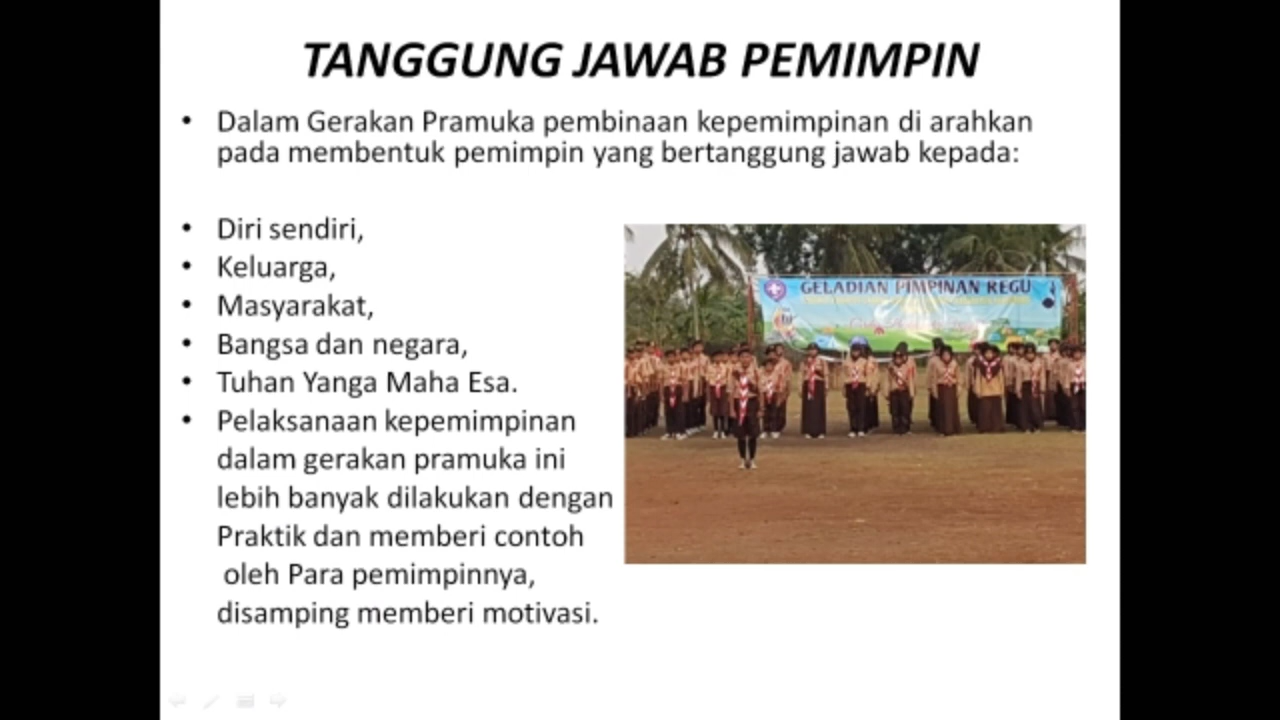 TANGGUNG JAWAB PEMIMPIN
• Dalam Gerakan Pramuka pembinaan kepemimpinan di arahkan
pada membentuk pemimpin yang bertanggung jawab kepada:
• Diri sendiri,
• Keluarga,
• Masyarakat,
• Bangsa dan negara,
• Tuhan Yanga Maha Esa.
• Pelaksanaan kepemimpinan
dalam gerakan pramuka ini
lebih banyak dilakukan dengan
Praktik dan memberi contoh
oleh Para pemimpinnya,
disamping memberi motivasi.
GELADIAN PIMPINAN REGU